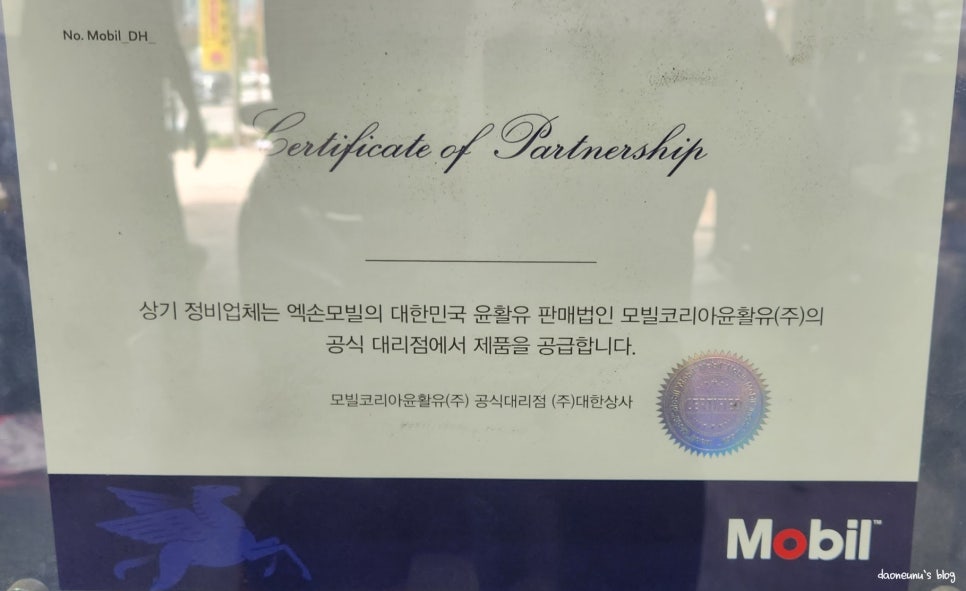 No. Mobil_DH_
Certificate of Partnership
상기 정비업체는 엑손모빌의 대한민국 윤활유 판매법인 모빌코리아윤활유(주)의
공식 대리점에서 제품을 공급합니다.
모빌코리아윤활유(주) 공식대리점 (주)대한상사
CERTIFIED
Mobil™
daoneunu's blog